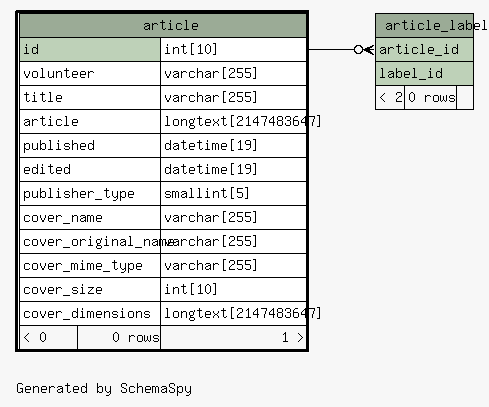 article
id int[10]
volunteer varchar[255]
title varchar[255]
article longtext[2147483647]
published datetime[19]
edited datetime[19]
publisher_type smallint[5]
cover_name varchar[255]
cover_original_name varchar[255]
cover_mime_type varchar[255]
cover_size int[10]
cover_dimensions longtext[2147483647]
< 0 0 rows 1 >
article_label
article_id
label_id
< 2 0 rows
Generated by SchemaSpy